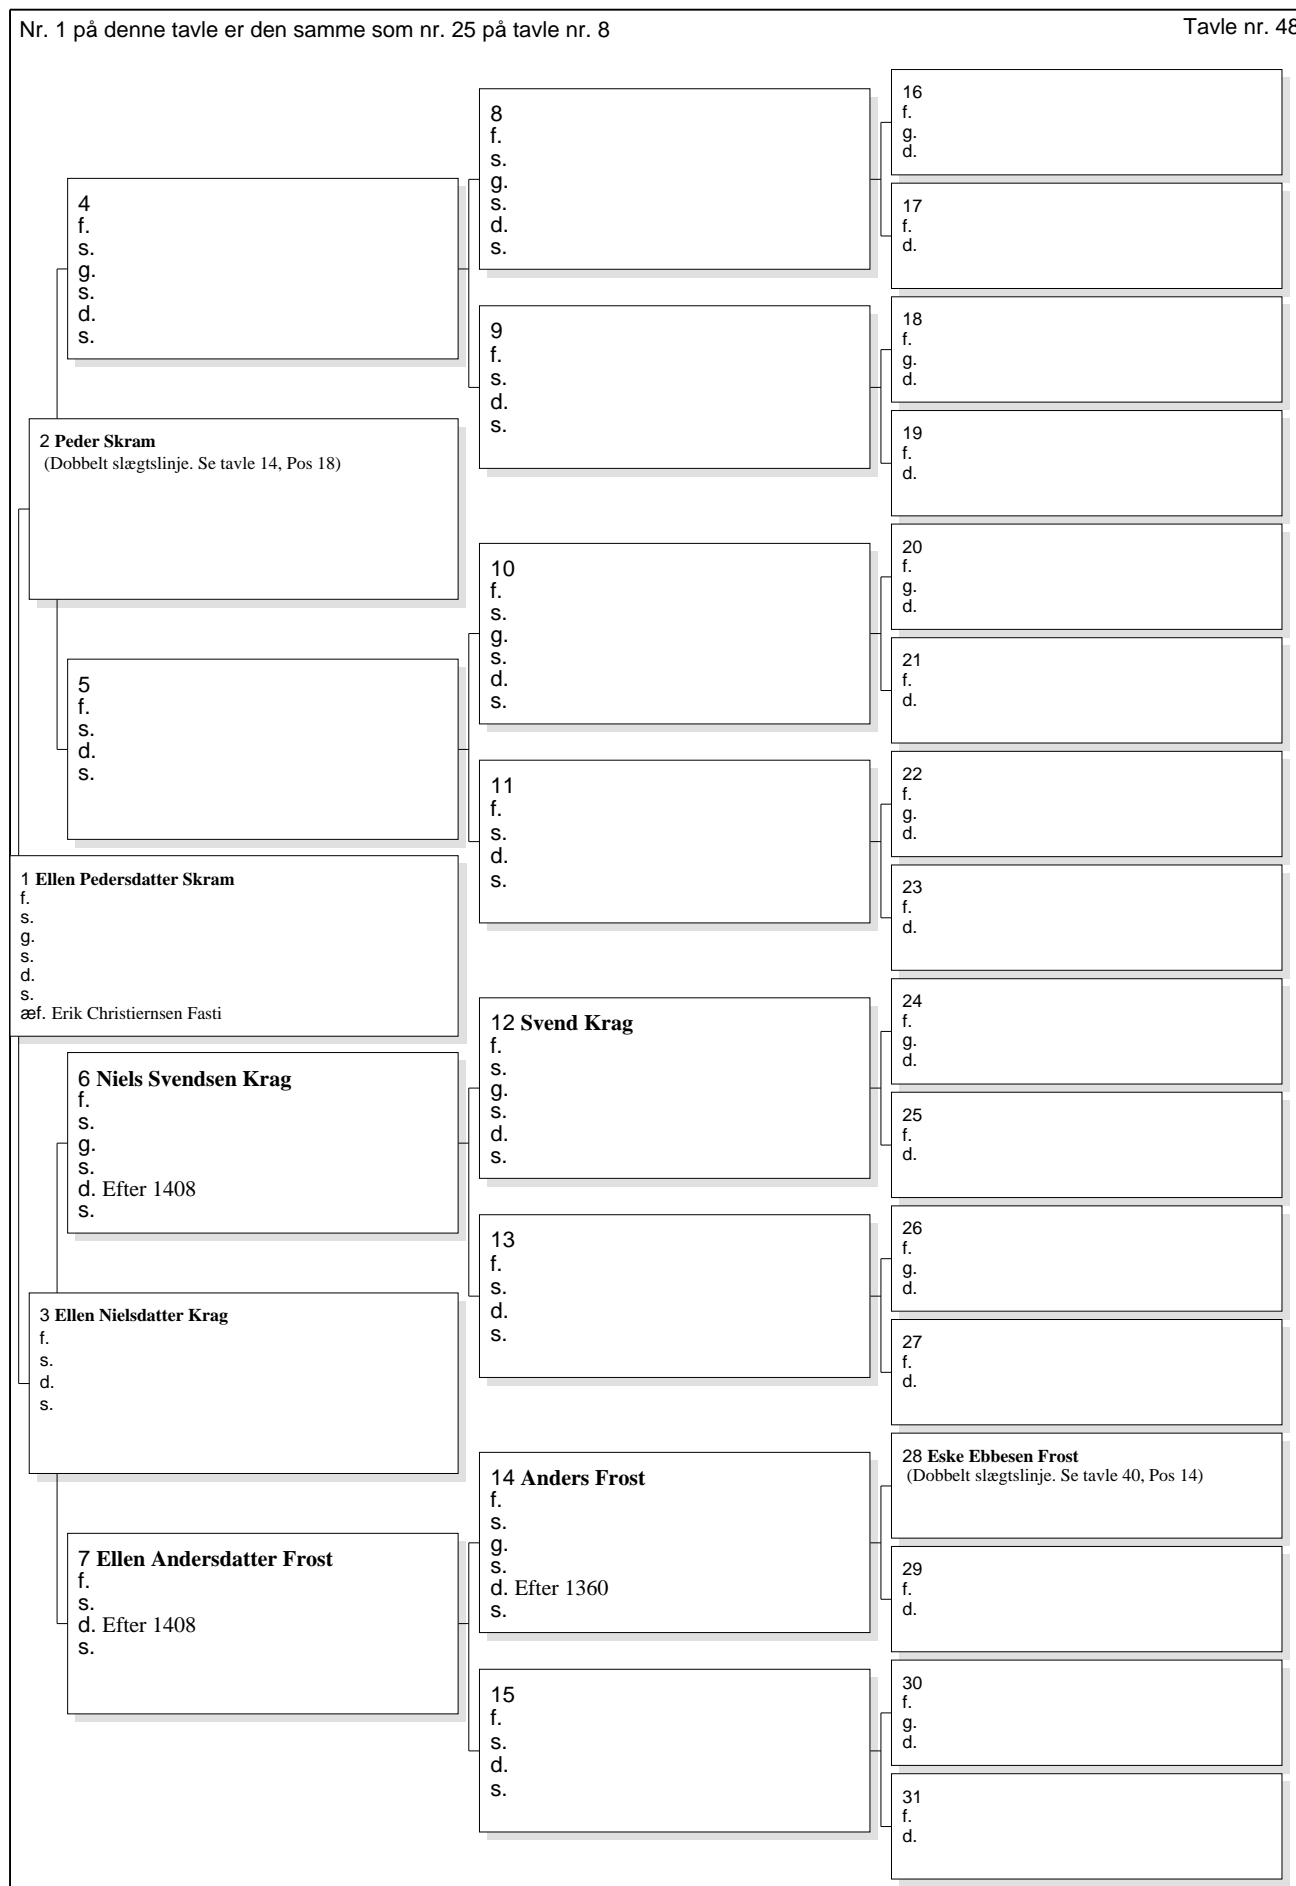 Nr. 1 på denne tavle er den samme som nr. 25 på tavle nr. 8
Tavle nr. 48
1 Ellen Pedersdatter Skram
f.
s.
g.
s.
d.
s.
æf. Erik Christiernsen Fasti
2 Peder Skram
(Dobbelt slægtslinje. Se tavle 14, Pos 18)
3 Ellen Nielsdatter Krag
f.
s.
d.
s.
4
f.
s.
g.
s.
d.
s.
5
f.
s.
d.
s.
6 Niels Svendsen Krag
f.
s.
g.
s.
d. Efter 1408
s.
7 Ellen Andersdatter Frost
f.
s.
d. Efter 1408
s.
8
f.
s.
g.
s.
d.
s.
9
f.
s.
d.
s.
10
f.
s.
g.
s.
d.
s.
11
f.
s.
d.
s.
12 Svend Krag
f.
s.
g.
s.
d.
s.
13
f.
s.
d.
s.
14 Anders Frost
f.
s.
g.
s.
d. Efter 1360
s.
15
f.
s.
d.
s.
16
f.
g.
d.
17
f.
d.
18
f.
g.
d.
19
f.
d.
20
f.
g.
d.
21
f.
d.
22
f.
g.
d.
23
f.
d.
24
f.
g.
d.
25
f.
d.
26
f.
g.
d.
27
f.
d.
28 Eske Ebbesen Frost
(Dobbelt slægtslinje. Se tavle 40, Pos 14)
29
f.
d.
30
f.
g.
d.
31
f.
d.